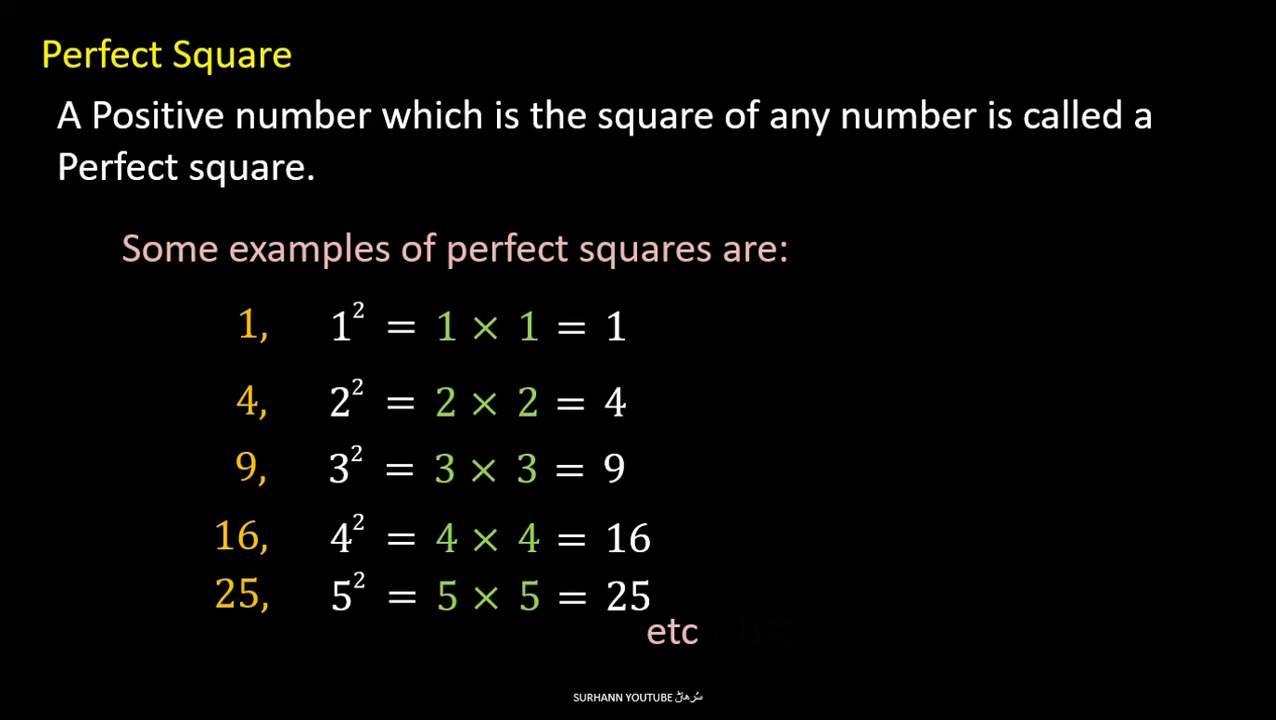 Perfect Square
A Positive number which is the square of any number is called a
Perfect square.
Some examples of perfect squares are:
1, 1² = 1 × 1 = 1
4, 2² = 2 × 2 = 4
9, 3² = 3 × 3 = 9
16, 4² = 4 × 4 = 16
25, 5² = 5 × 5 = 25
etc
SURHANN YOUTUBE